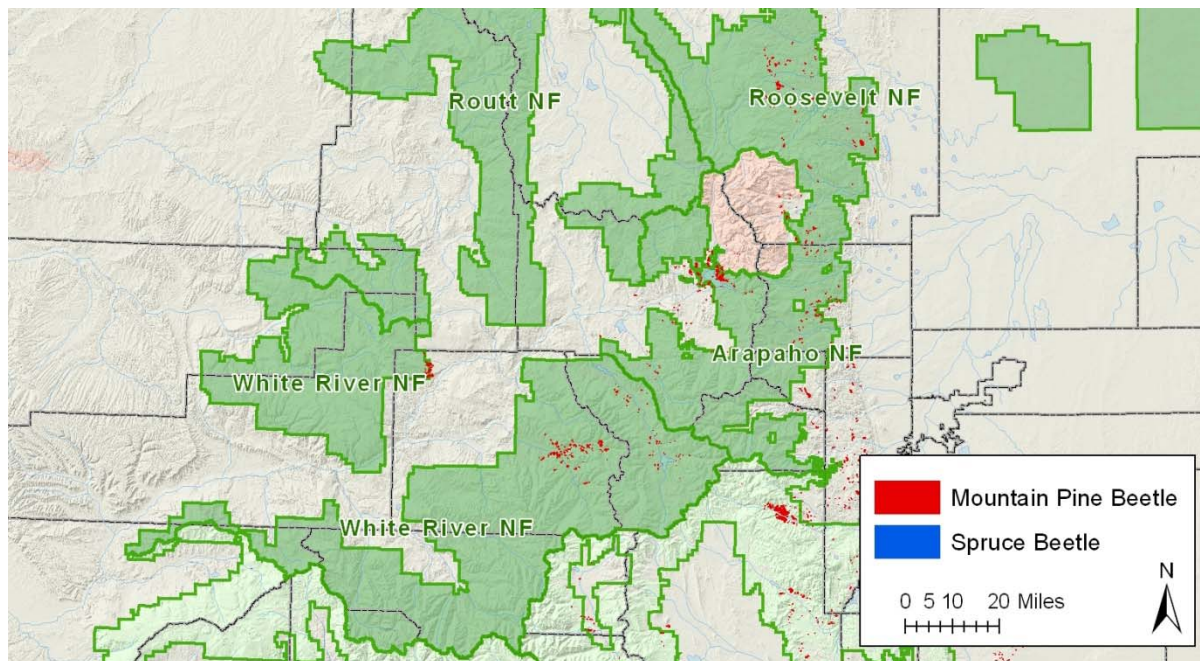 Routt NF
Roosevelt NF
Arapaho NF
White River NF
White River NF
Mountain Pine Beetle
Spruce Beetle
N
0 5 10 20 Miles